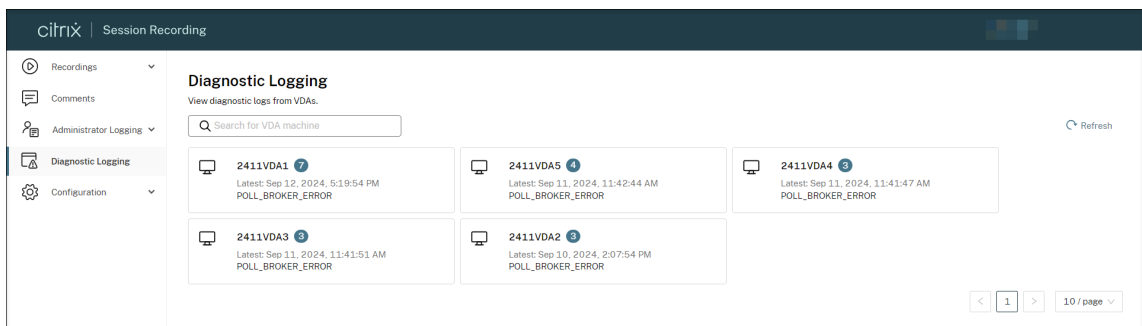 citrix | Session Recording
Recordings
Comments
Administrator Logging
Diagnostic Logging
Configuration
Diagnostic Logging
View diagnostic logs from VDAs.
Search for VDA machine
Refresh
2411VDA1 7
Latest: Sep 12, 2024, 5:19:54 PM
POLL_BROKER_ERROR
2411VDA5 4
Latest: Sep 11, 2024, 11:42:44 AM
POLL_BROKER_ERROR
2411VDA4 3
Latest: Sep 11, 2024, 11:41:47 AM
POLL_BROKER_ERROR
2411VDA3 3
Latest: Sep 11, 2024, 11:41:51 AM
POLL_BROKER_ERROR
2411VDA2 3
Latest: Sep 10, 2024, 2:07:54 PM
POLL_BROKER_ERROR
< 1 > 10 / page